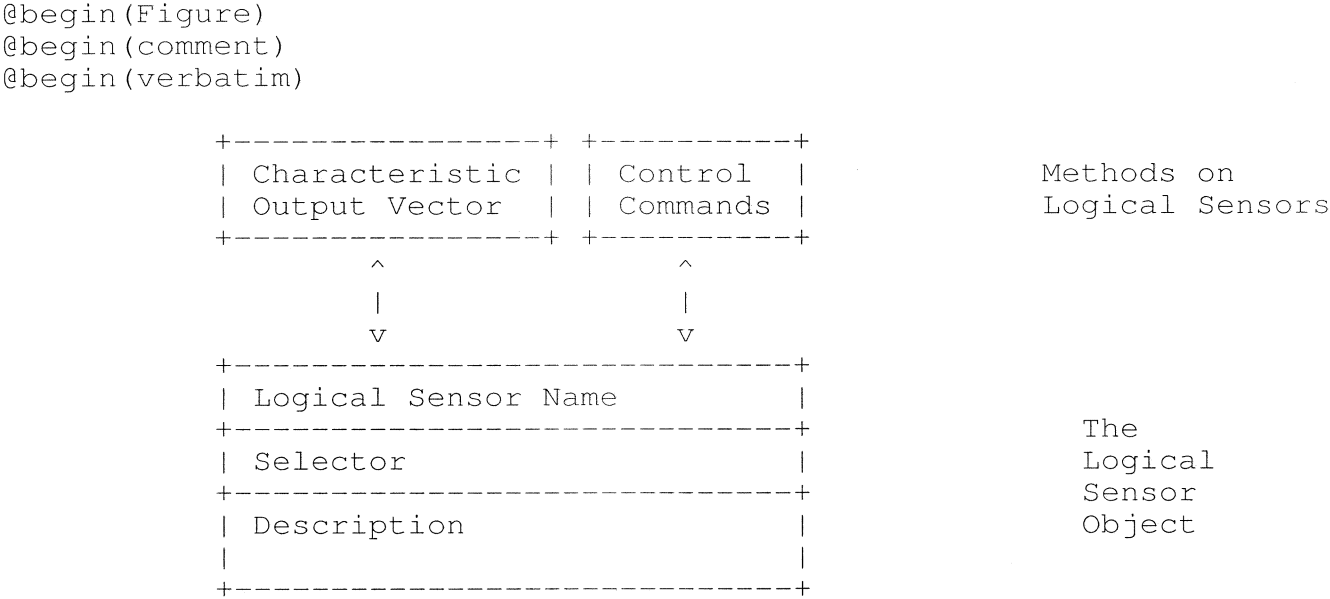 @begin(Figure)
@begin(comment)
@begin(verbatim)
+----------------+ +----------+
| Characteristic | | Control  | Methods on
| Output Vector  | | Commands | Logical Sensors
+----------------+ +----------+
^ ^
| |
v v
+-----------------------------+
| Logical Sensor Name |
+-----------------------------+ The
| Selector | Logical
+-----------------------------+ Sensor
| Description | Object
| |
+-----------------------------+